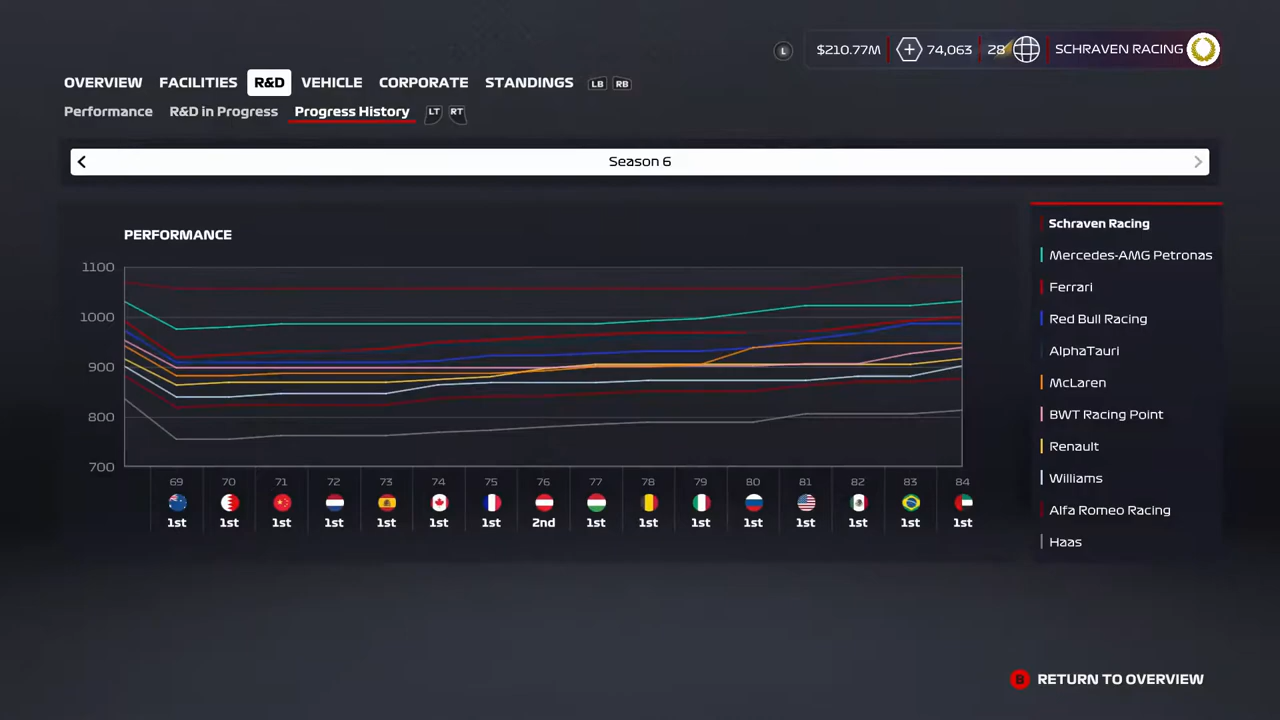 L $210.77M 74,063 28 SCHRAVEN RACING
OVERVIEW FACILITIES R&D VEHICLE CORPORATE STANDINGS LB RB
Performance R&D in Progress Progress History LT RT
Season 6
PERFORMANCE
1100
1000
900
800
700
69 70 71 72 73 74 75 76 77 78 79 80 81 82 83 84
1st 1st 1st 1st 1st 1st 1st 2nd 1st 1st 1st 1st 1st 1st 1st 1st
Schraven Racing
Mercedes-AMG Petronas
Ferrari
Red Bull Racing
AlphaTauri
McLaren
BWT Racing Point
Renault
Williams
Alfa Romeo Racing
Haas
B RETURN TO OVERVIEW